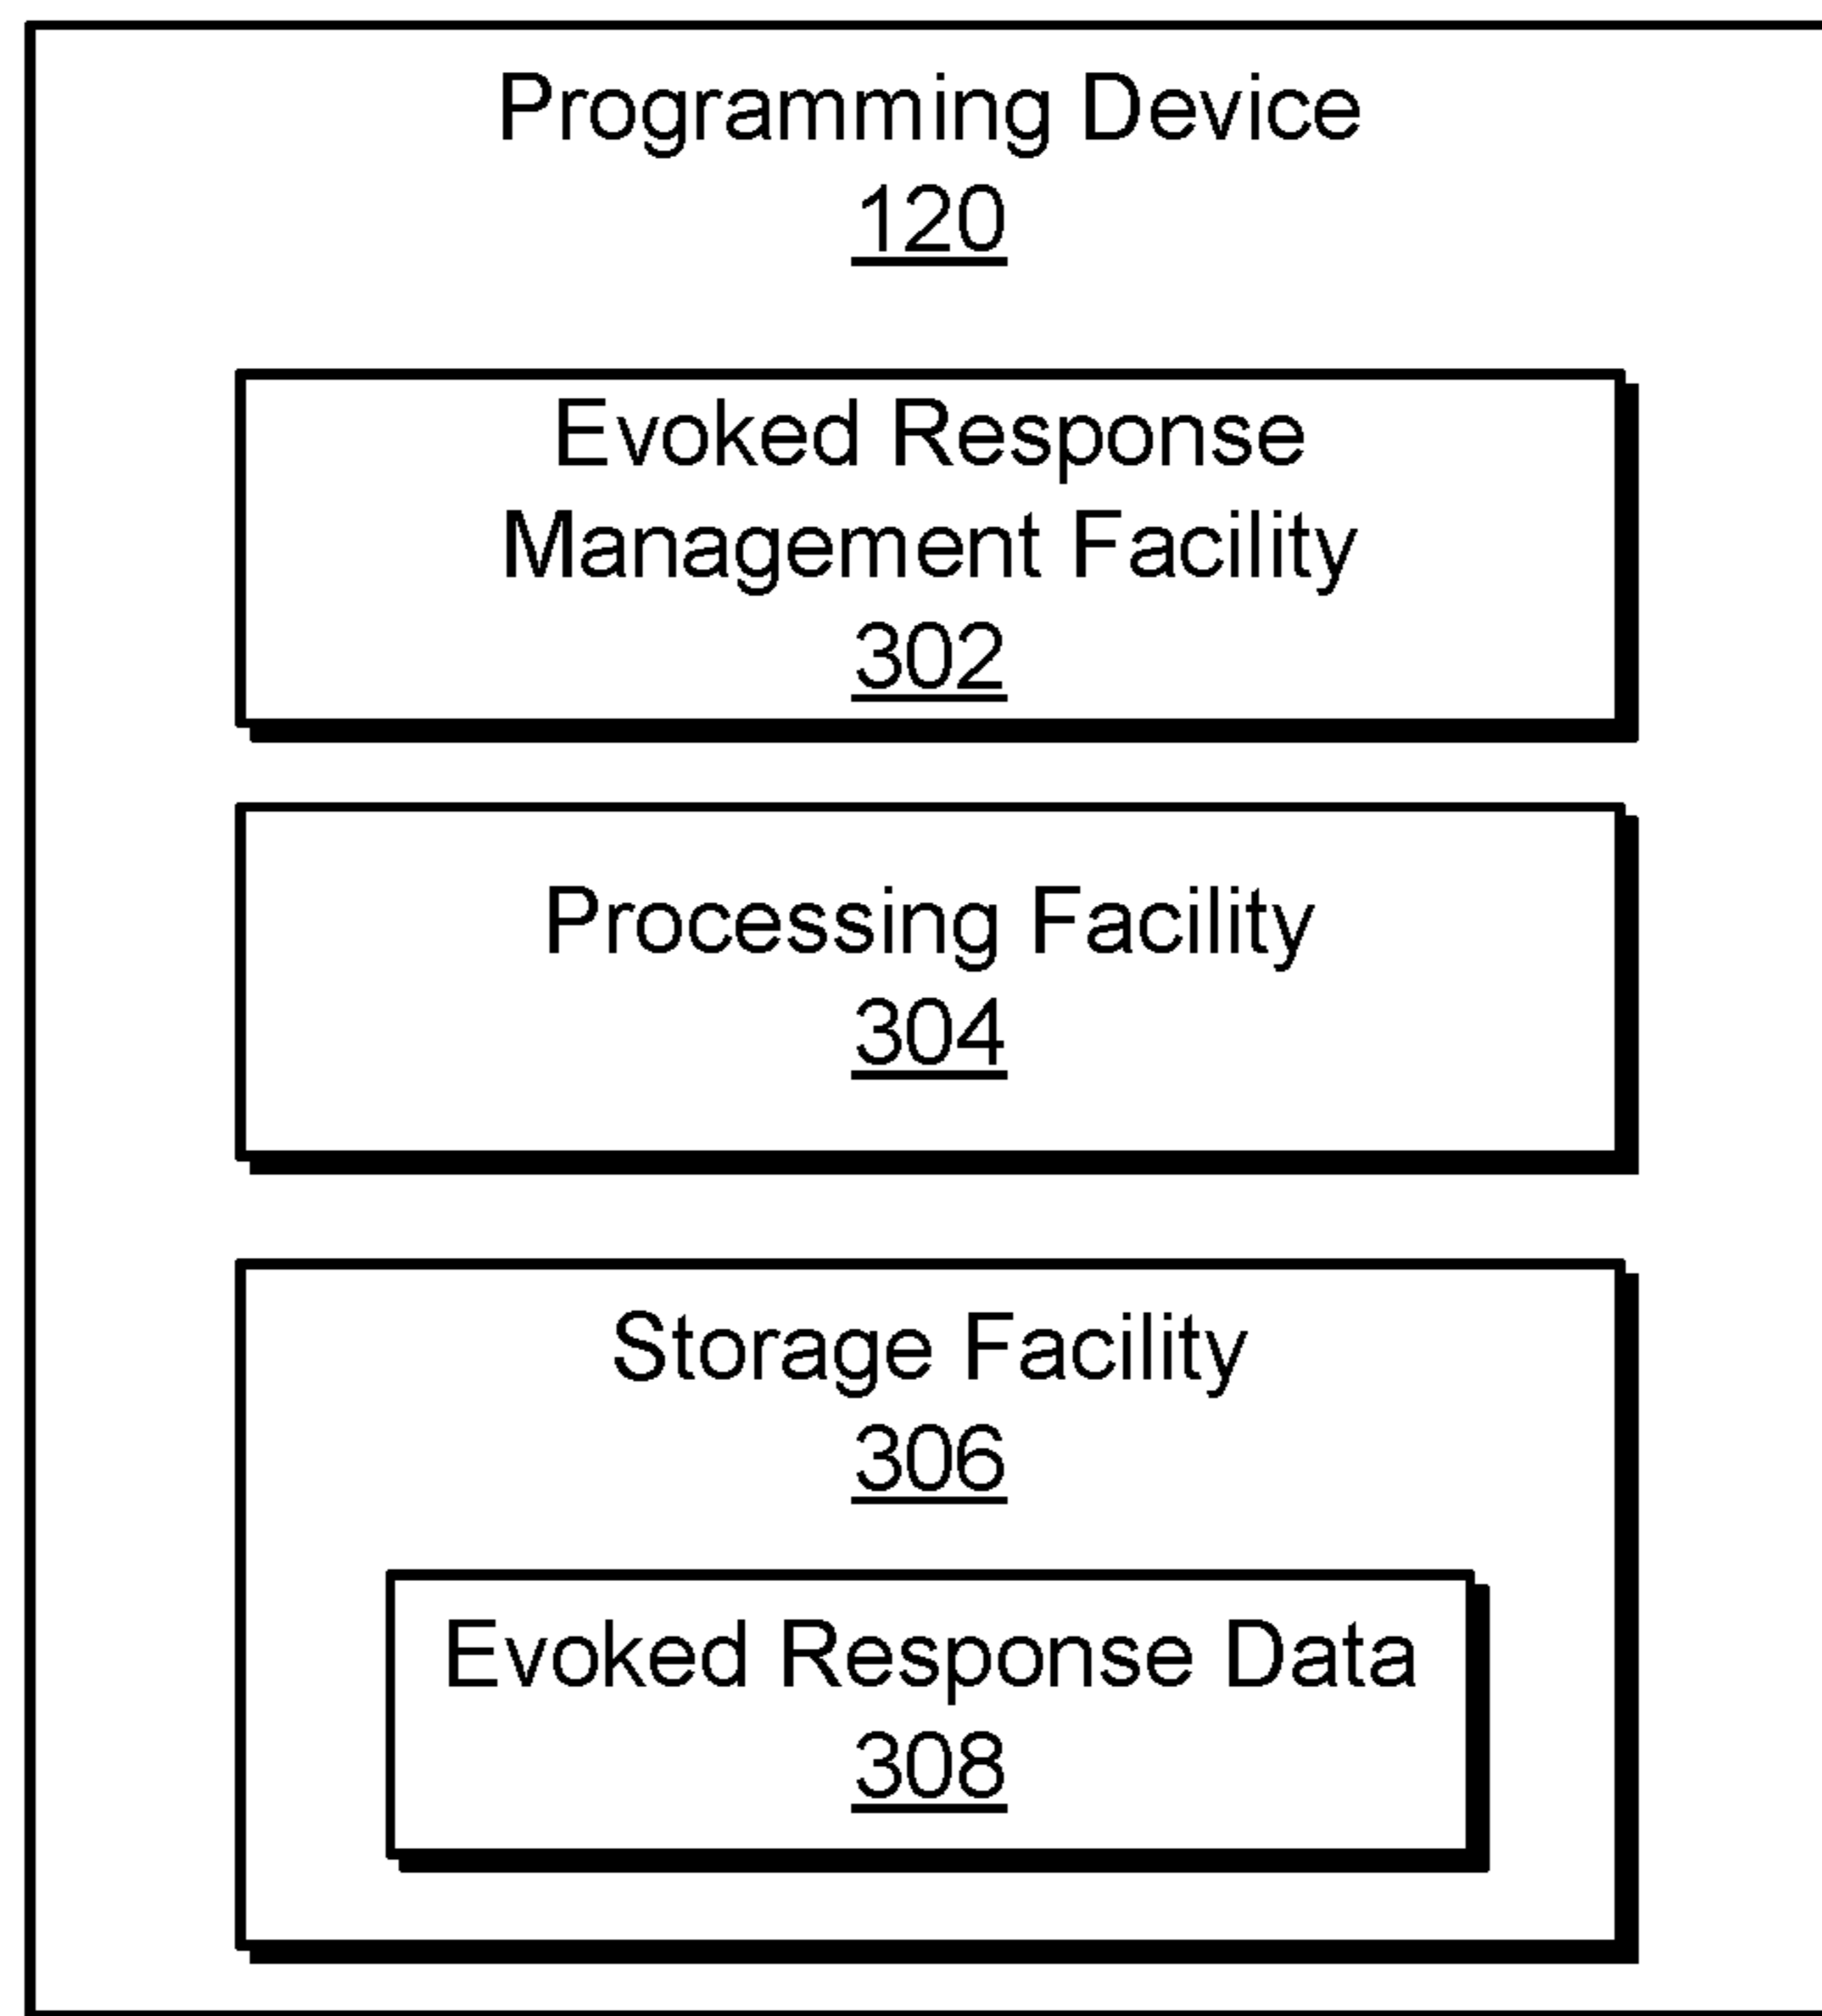 Programming Device
120
Evoked Response
Management Facility
302
Processing Facility
304
Storage Facility
306
Evoked Response Data
308